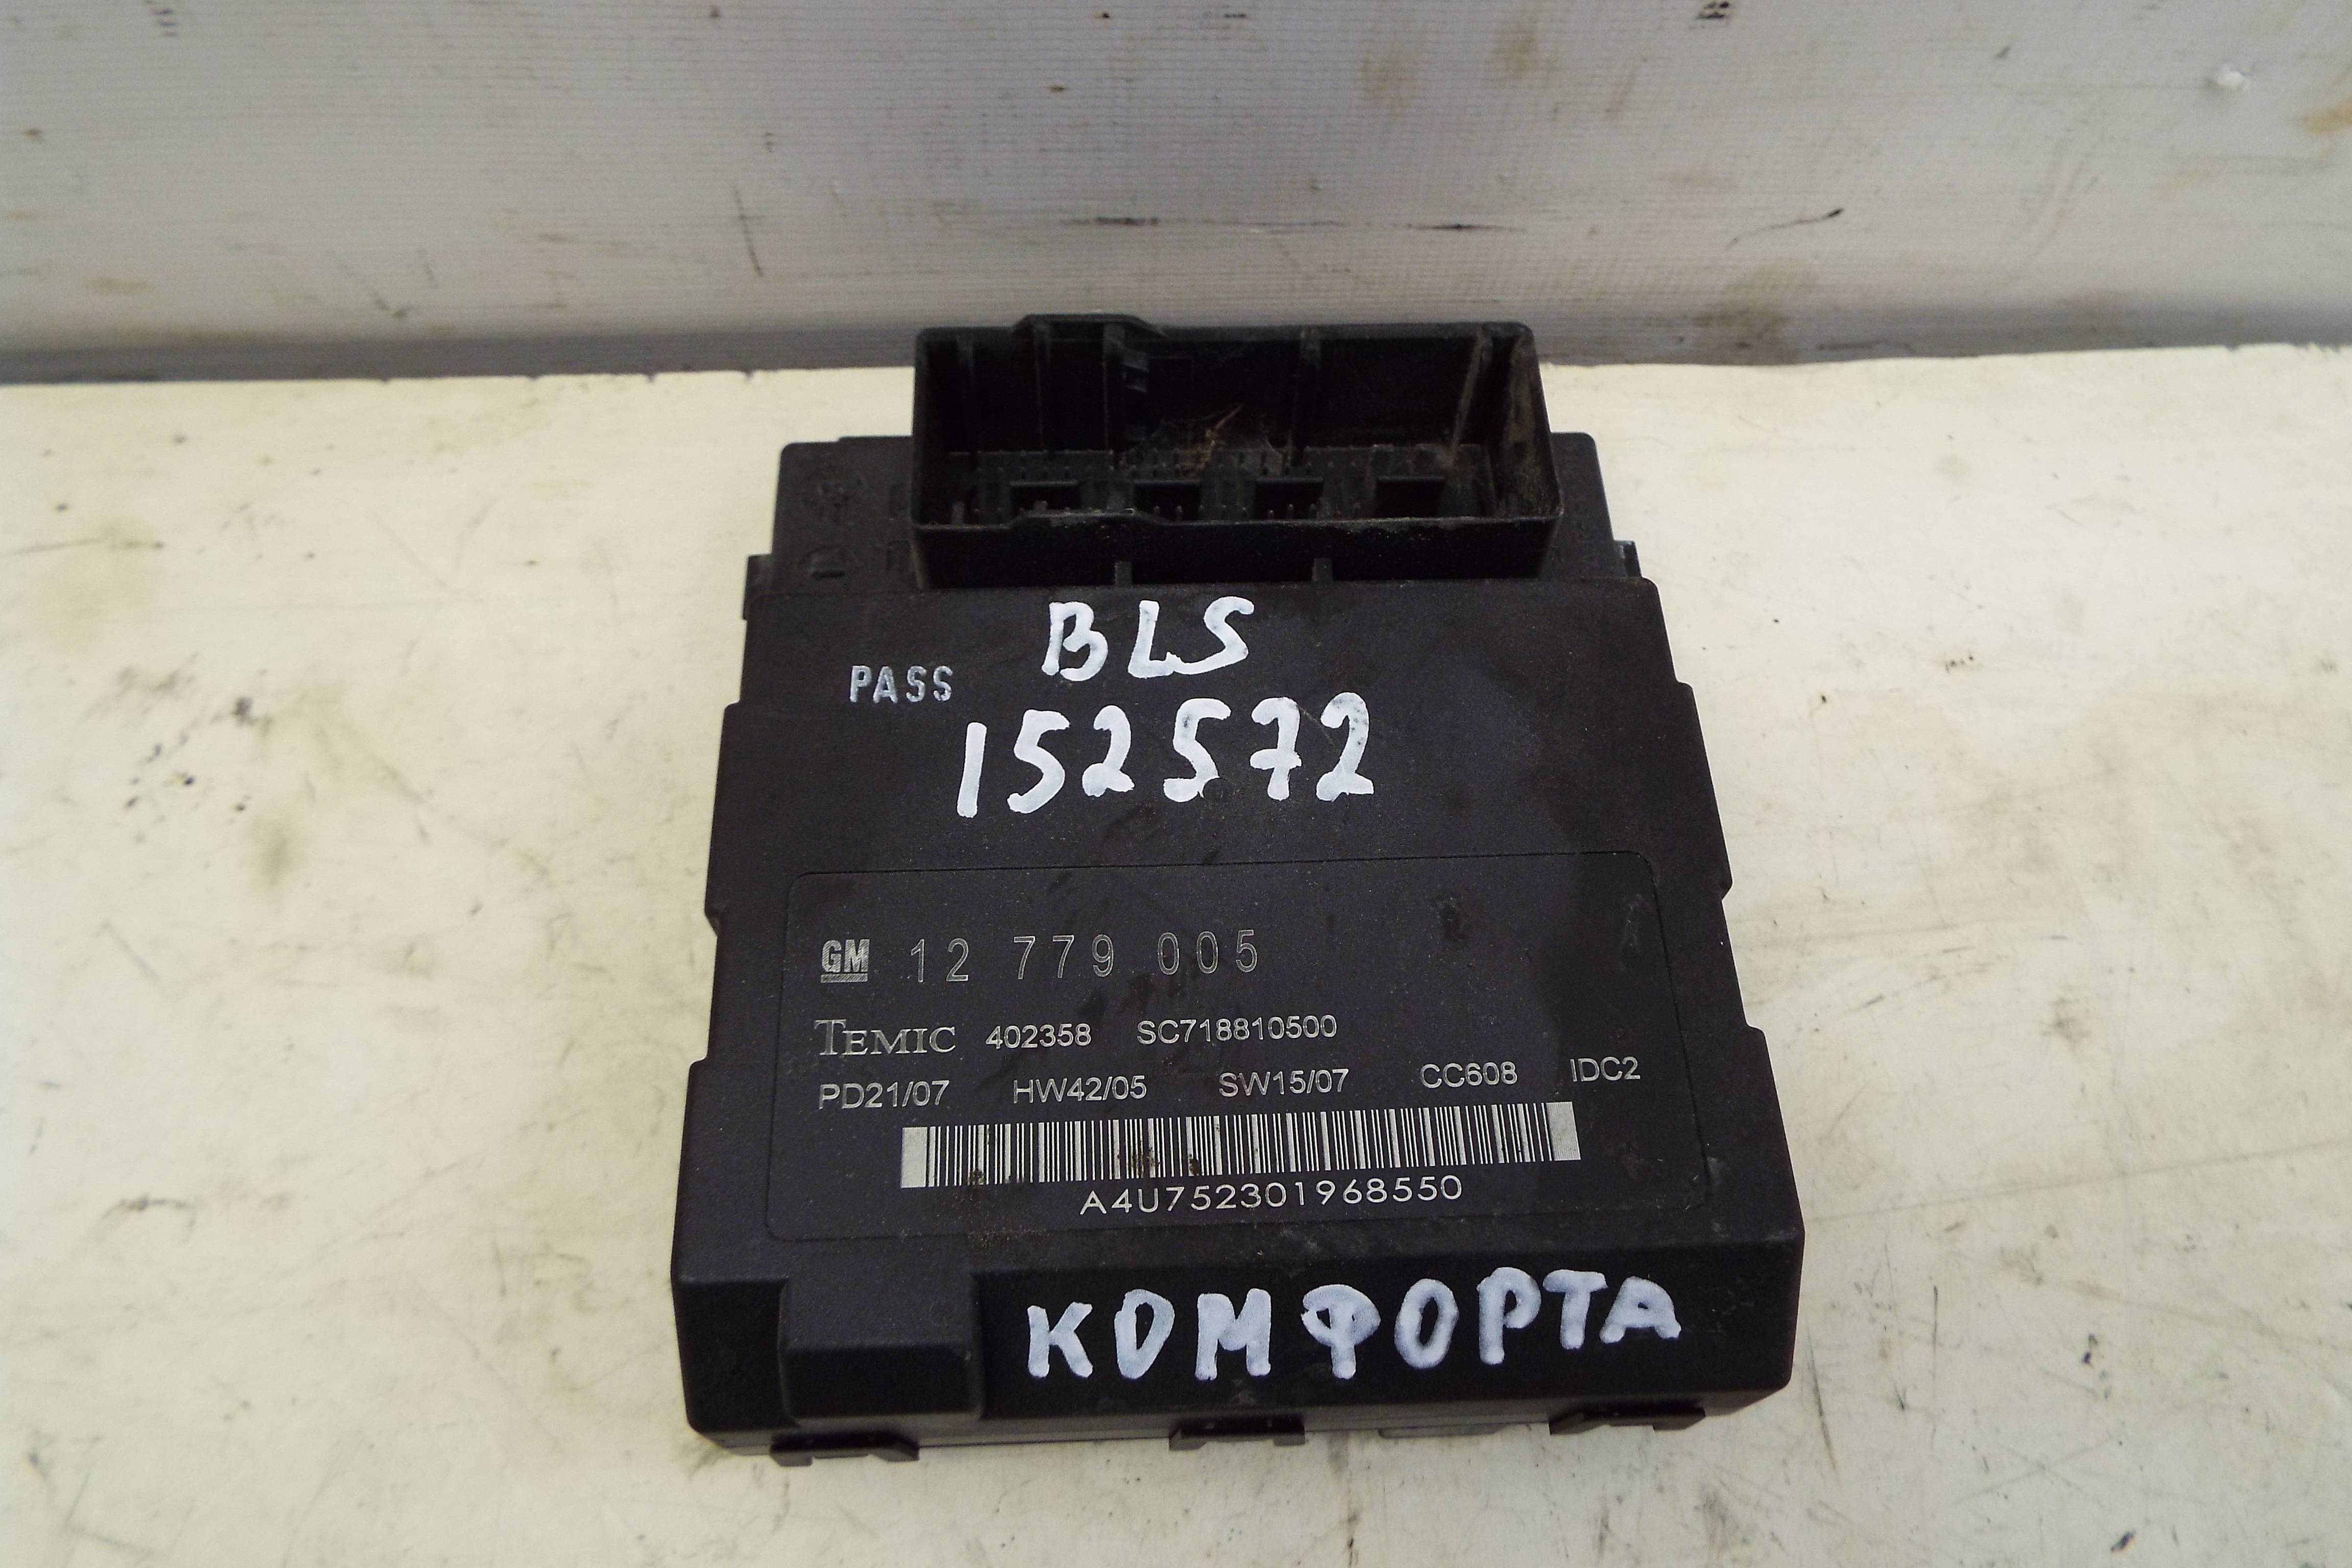 BLS
PASS
152572
GM 12 779 005
TEMIC 402358 SC718810500
PD21/07 HW42/05 SW15/07 CC608 IDC2
A4U752301968550
КОМФОРТА